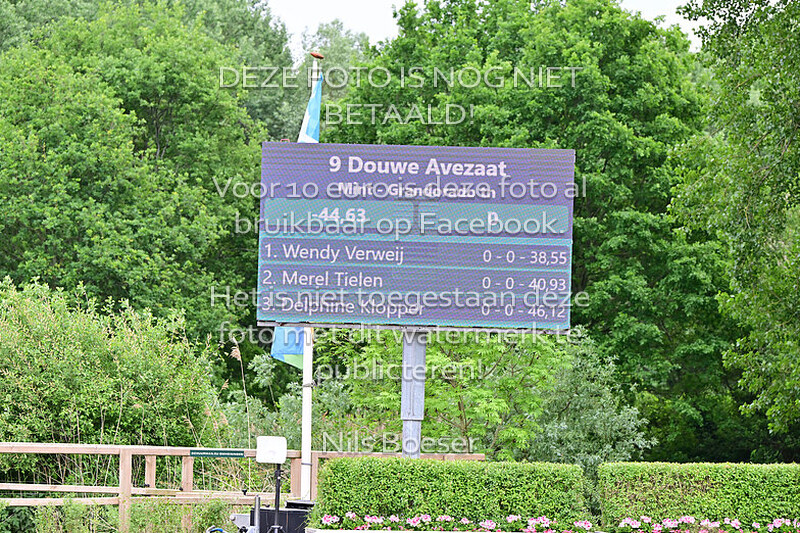 DEZE FOTO IS NOG NIET
BETAALD!
9 Douwe Avezaat
Voor 10 euro is deze foto al
-44,63
bruikbaar op Facebook.
1. Wendy Verweij 0 - 0 - 38,55
2. Merel Tielen 0 - 0 - 40,93
Het is niet toegestaan deze
3. Delphine Klopper 0 - 0 - 46,12
foto met dit watermerk te
publiceren!
Nils Boeser